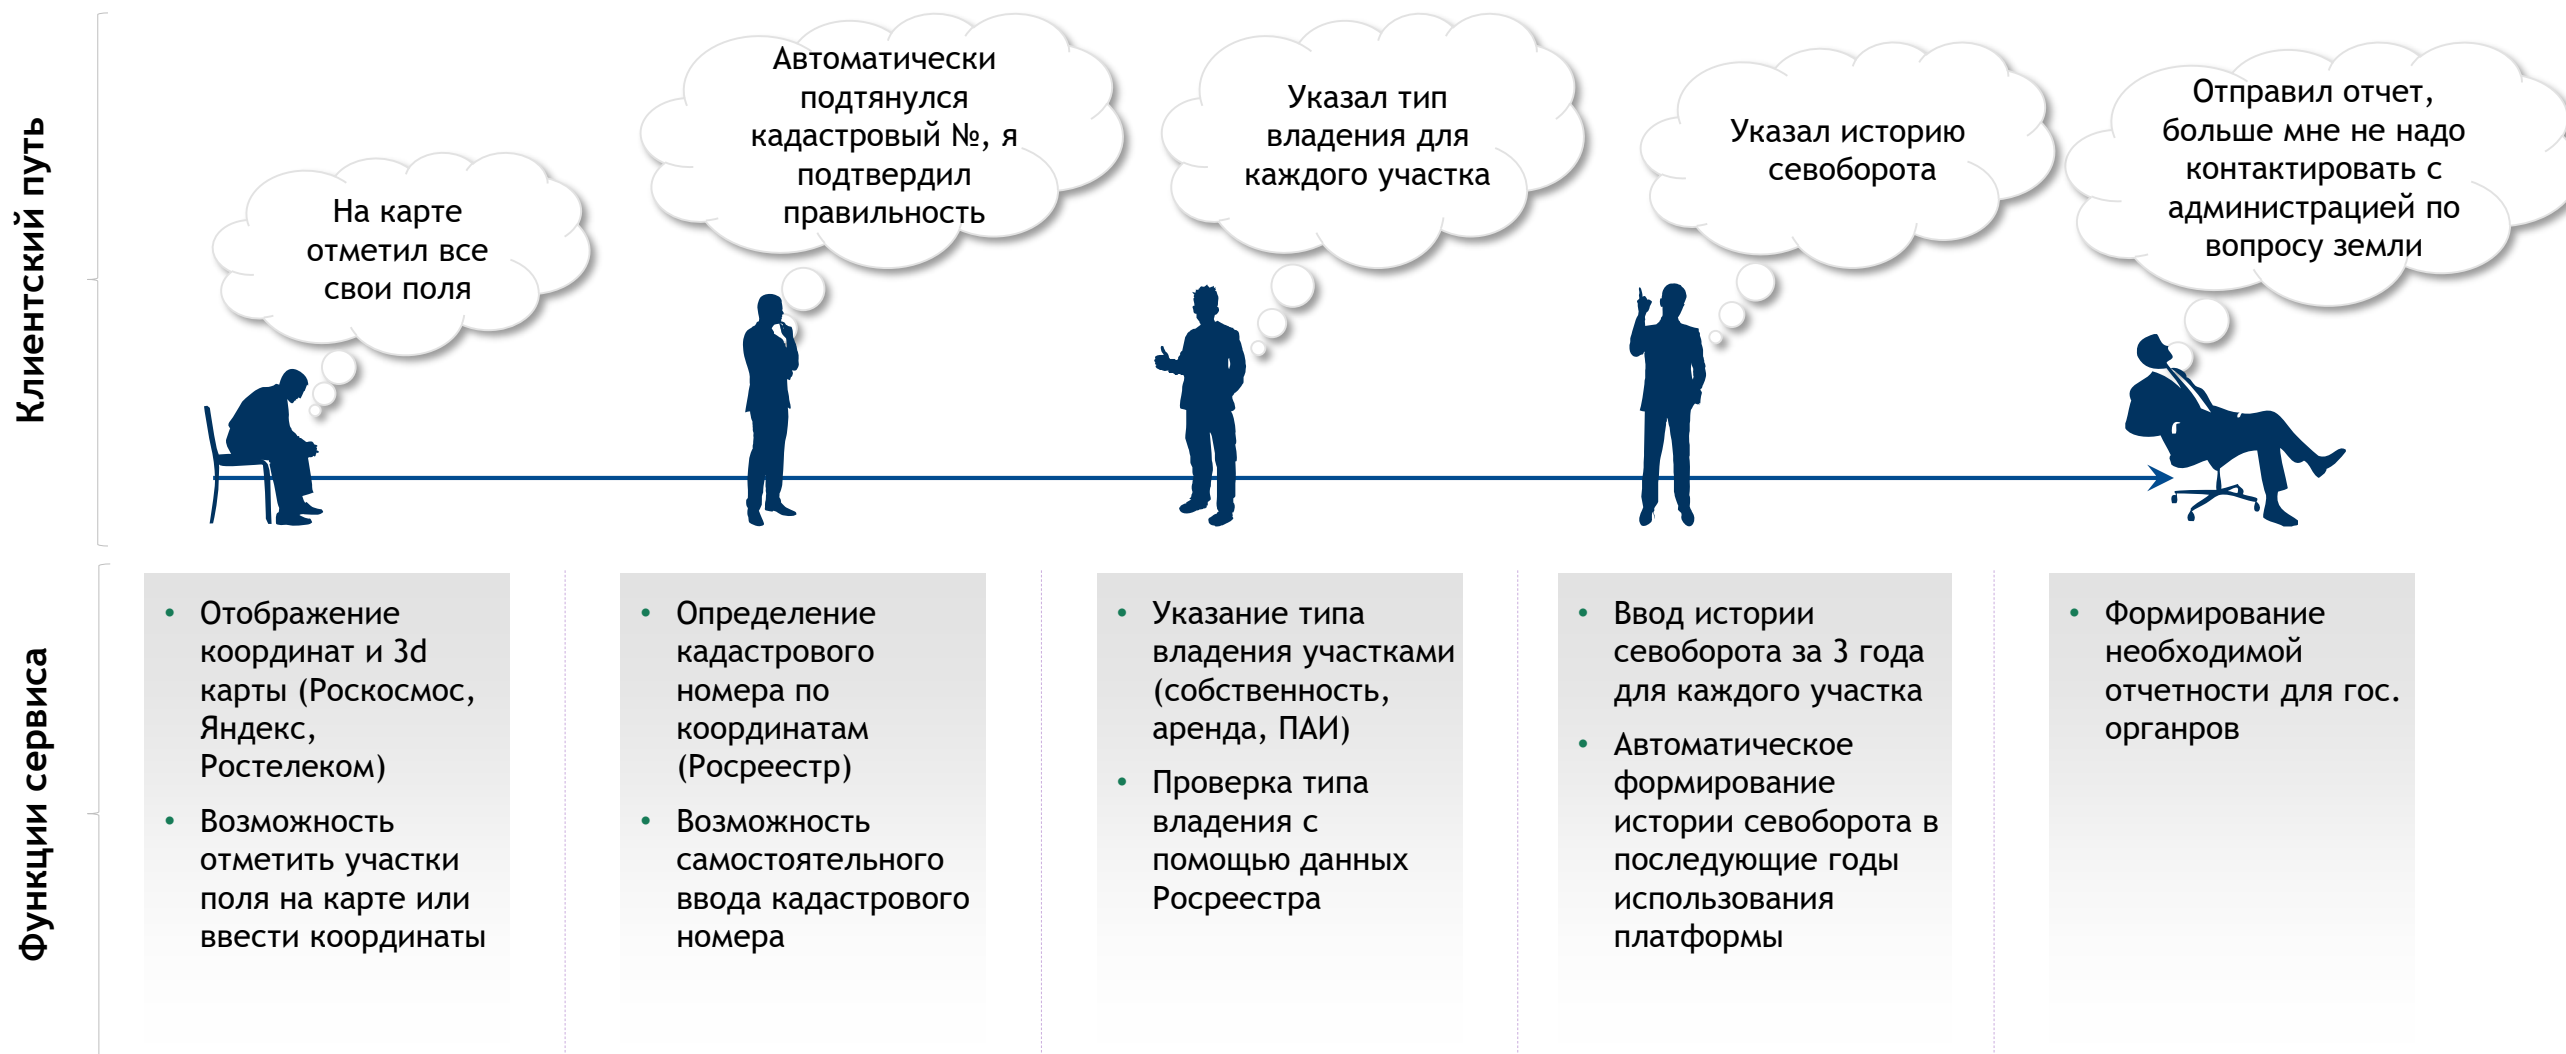 Клиентский путь
На карте
отметил все
свои поля
Автоматически
подтянулся
кадастровый №, я
подтвердил
правильность
Указал тип
владения для
каждого участка
Указал историю
севоборота
Отправил отчет,
больше мне не надо
контактировать с
администрацией по
вопросу земли
Функции сервиса
• Отображение
координат и 3d
карты (Роскосмос,
Яндекс,
Ростелеком)
• Возможность
отметить участки
поля на карте или
ввести координаты
• Определение
кадастрового
номера по
координатам
(Росреестр)
• Возможность
самостоятельного
ввода кадастрового
номера
• Указание типа
владения участками
(собственность,
аренда, ПАИ)
• Проверка типа
владения с
помощью данных
Росреестра
• Ввод истории
севоборота за 3 года
для каждого участка
• Автоматическое
формирование
истории севоборота в
последующие годы
использования
платформы
• Формирование
необходимой
отчетности для гос.
органров